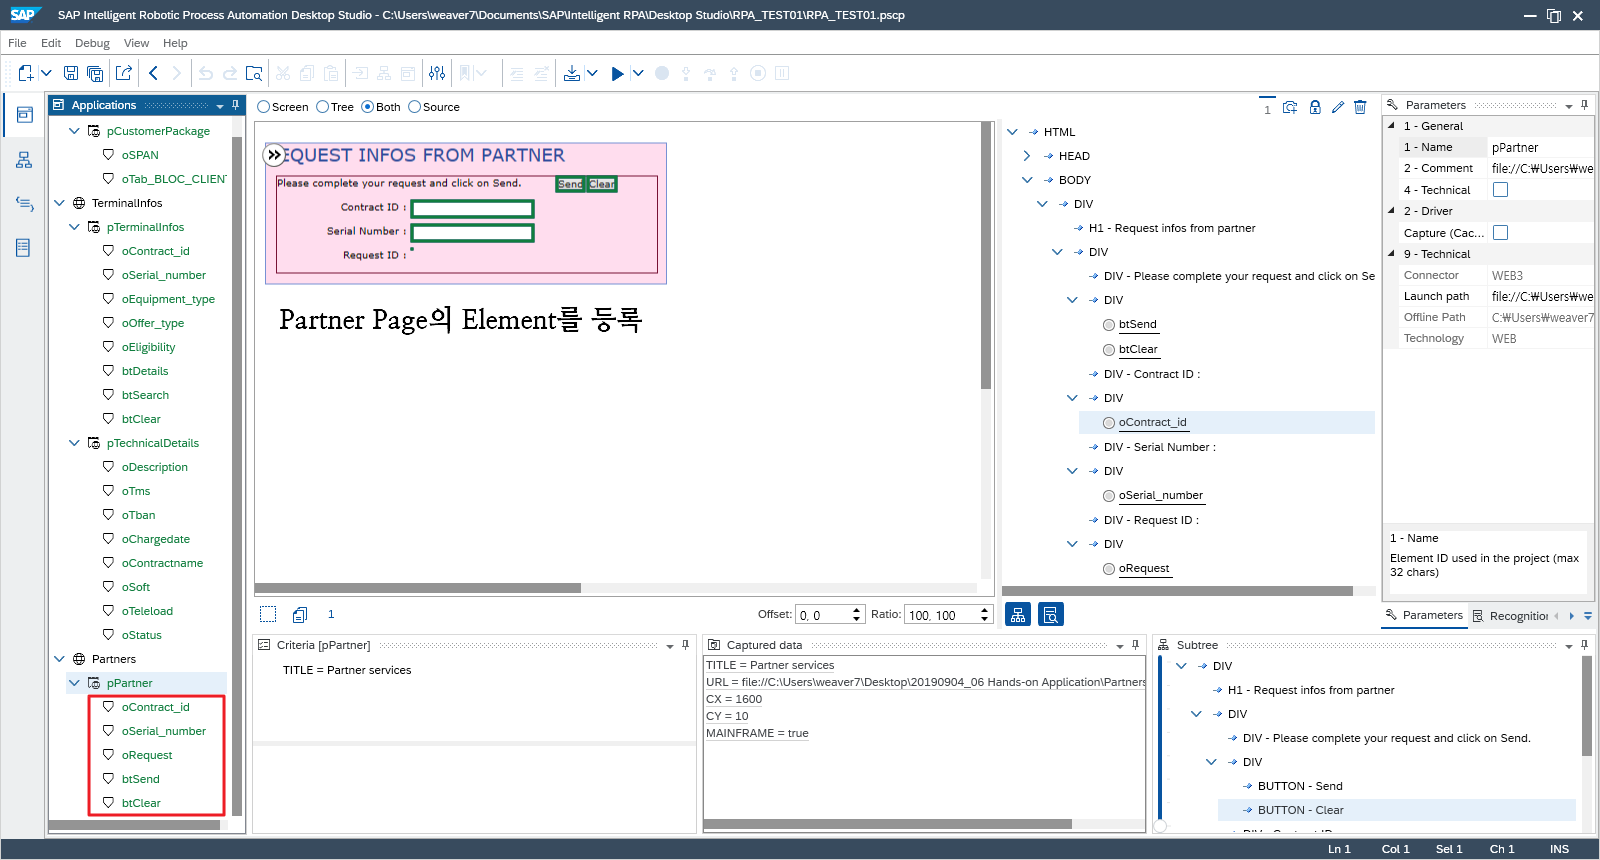 SAP Intelligent Robotic Process Automation Desktop Studio - C:\Users\weaver7\Documents\SAP\Intelligent RPA\Desktop Studio\RPA_TEST01\RPA_TEST01.pscp
File Edit Debug View Help
Applications
pCustomerPackage
oSPAN
oTab_BLOC_CLIEN
TerminalInfos
pTerminalInfos
oContract_id
oSerial_number
oEquipment_type
oOffer_type
oEligibility
btDetails
btSearch
btClear
pTechnicalDetails
oDescription
oTms
oTban
oChargedate
oContractname
oSoft
oTeleload
oStatus
Partners
pPartner
oContract_id
oSerial_number
oRequest
btSend
btClear
Screen Tree Both Source
1
EQUEST INFOS FROM PARTNER
Please complete your request and click on Send. Send Clear
Contract ID :
Serial Number :
Request ID :
Partner Page의 Element를 등록
1 Offset: 0, 0 Ratio: 100, 100
HTML
HEAD
BODY
DIV
H1 - Request infos from partner
DIV
DIV - Please complete your request and click on Se
DIV
btSend
btClear
DIV - Contract ID :
DIV
oContract_id
DIV - Serial Number :
DIV
oSerial_number
DIV - Request ID :
DIV
oRequest
Parameters
1 - General
1 - Name pPartner
2 - Comment file://C:₩Users₩we
4 - Technical
2 - Driver
Capture (Cac...
9 - Technical
Connector WEB3
Launch path file://C:₩Users₩we
Offline Path C:₩Users₩weaver7
Technology WEB
1 - Name
Element ID used in the project (max
32 chars)
Parameters Recognition
Criteria [pPartner]
TITLE = Partner services
Captured data
TITLE = Partner services
URL = file://C:\Users\weaver7\Desktop\20190904_06 Hands-on Application\Partners
CX = 1600
CY = 10
MAINFRAME = true
Subtree
DIV
H1 - Request infos from partner
DIV
DIV - Please complete your request and click on Send.
DIV
BUTTON - Send
BUTTON - Clear
Ln 1 Col 1 Sel 1 Ch 1 INS